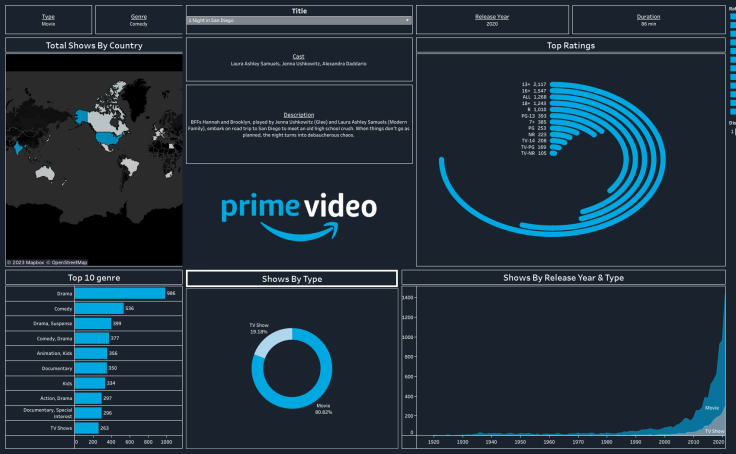 Type
Movie
Genre
Comedy
Title
1 Night in San Diego
Release Year
2020
Duration
86 min
Total Shows By Country
Cast
Laura Ashley Samuels, Jenna Ushkowitz, Alexandra Daddario
Description
BFFs Hannah and Brooklyn, played by Jenna Ushkowitz (Glee) and Laura Ashley Samuels (Modern
Family), embark on road trip to San Diego to meet an old high school crush. When things don't go as
planned, the night turns into debaucherous chaos.
prime video
© 2023 Mapbox © OpenStreetMap
Top Ratings
13+ 2,117
16+ 1,547
ALL 1,268
18+ 1,243
R 1,010
PG-13 393
7+ 385
PG 253
NR 223
TV-14 208
TV-PG 169
TV-NR 105
Top 10 genre
Drama 986
Comedy 536
Drama, Suspense 399
Comedy, Drama 377
Animation, Kids 356
Documentary 350
Kids 334
Action, Drama 297
Documentary, Special
Interest 296
TV Shows 263
0 200 400 600 800 1000
Shows By Type
TV Show
19.18%
Movie
80.82%
Shows By Release Year & Type
1400
1200
1000
800
600
400
200
0
Movie
TV Show
1920 1930 1940 1950 1960 1970 1980 1990 2000 2010 2020